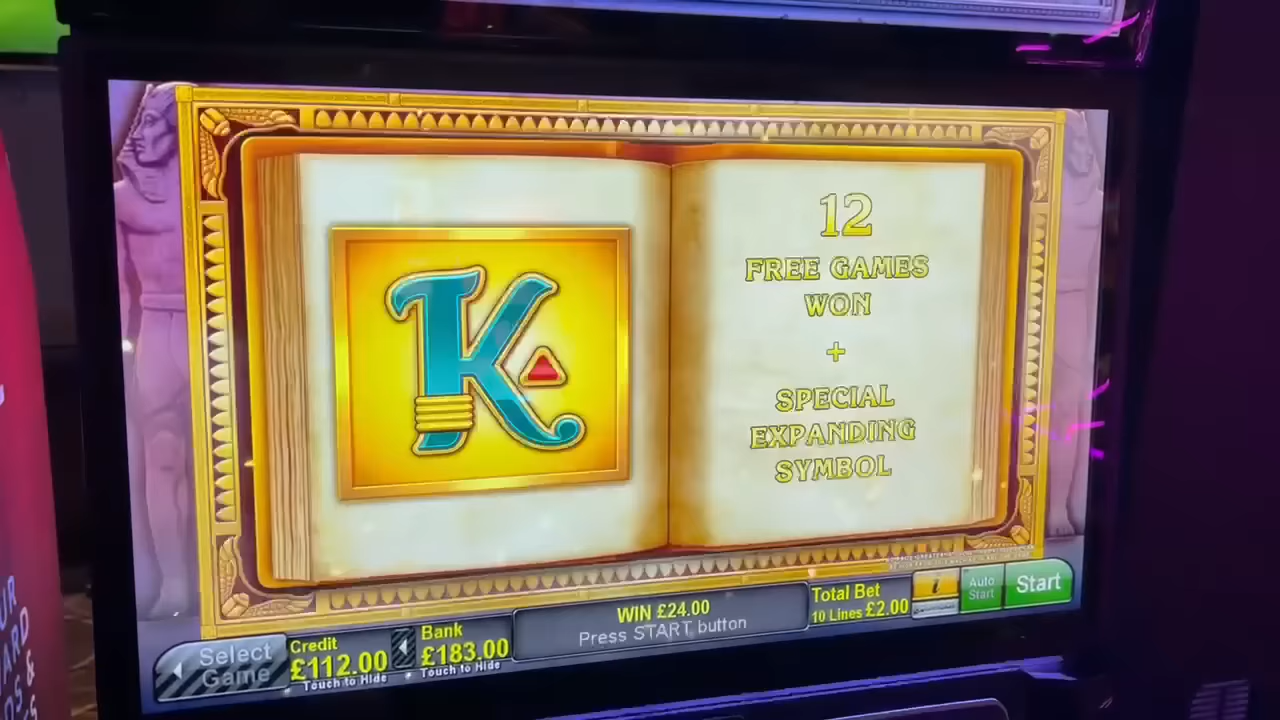 K
12
FREE GAMES
WON
+
SPECIAL
EXPANDING
SYMBOL
Select
Game
Credit
£112.00
Touch to Hide
Bank
£183.00
Touch to Hide
WIN £24.00
Press START button
Total Bet
10 Lines £2.00
i
Auto
Start
Start